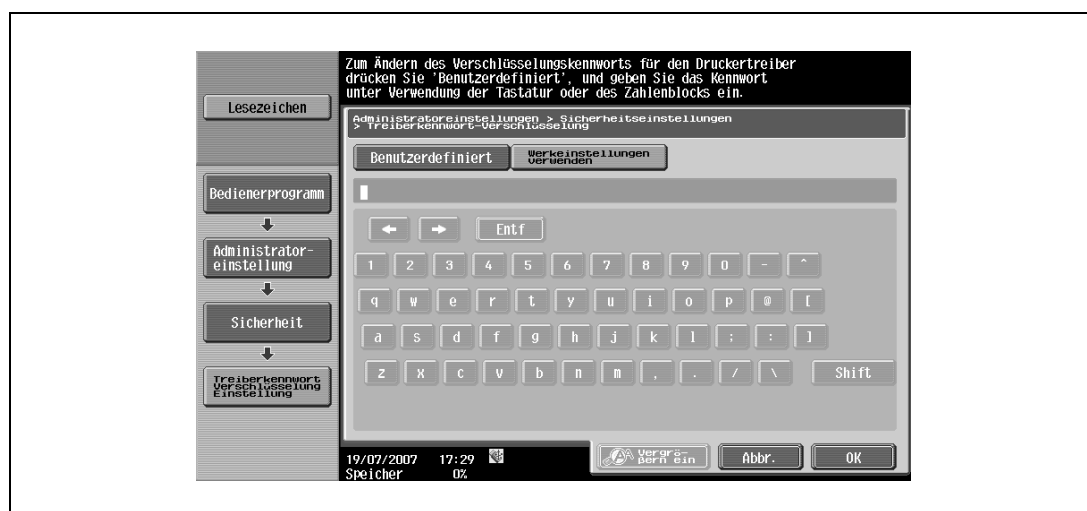 Zum Ändern des Verschlüsselungskennworts für den Druckertreiber
drücken Sie 'Benutzerdefiniert', und geben Sie das Kennwort
unter Verwendung der Tastatur oder des Zahlenblocks ein.
Lesezeichen
Administratoreinstellungen > Sicherheitseinstellungen
> Treiberkennwort-Verschlüsselung
Benutzerdefiniert
Werkeinstellungen
verwenden
Bedienerprogramm
Administrator-
einstellung
Sicherheit
Treiberkennwort
Verschlüsselung
Einstellung
← → Entf
1 2 3 4 5 6 7 8 9 0 - ^
q w e r t y u i o p @ [
a s d f g h j k l ; : ]
z x c v b n m , . / \ Shift
19/07/2007 17:29
Speicher 0%
Vergrö-
ßern ein
Abbr.
OK